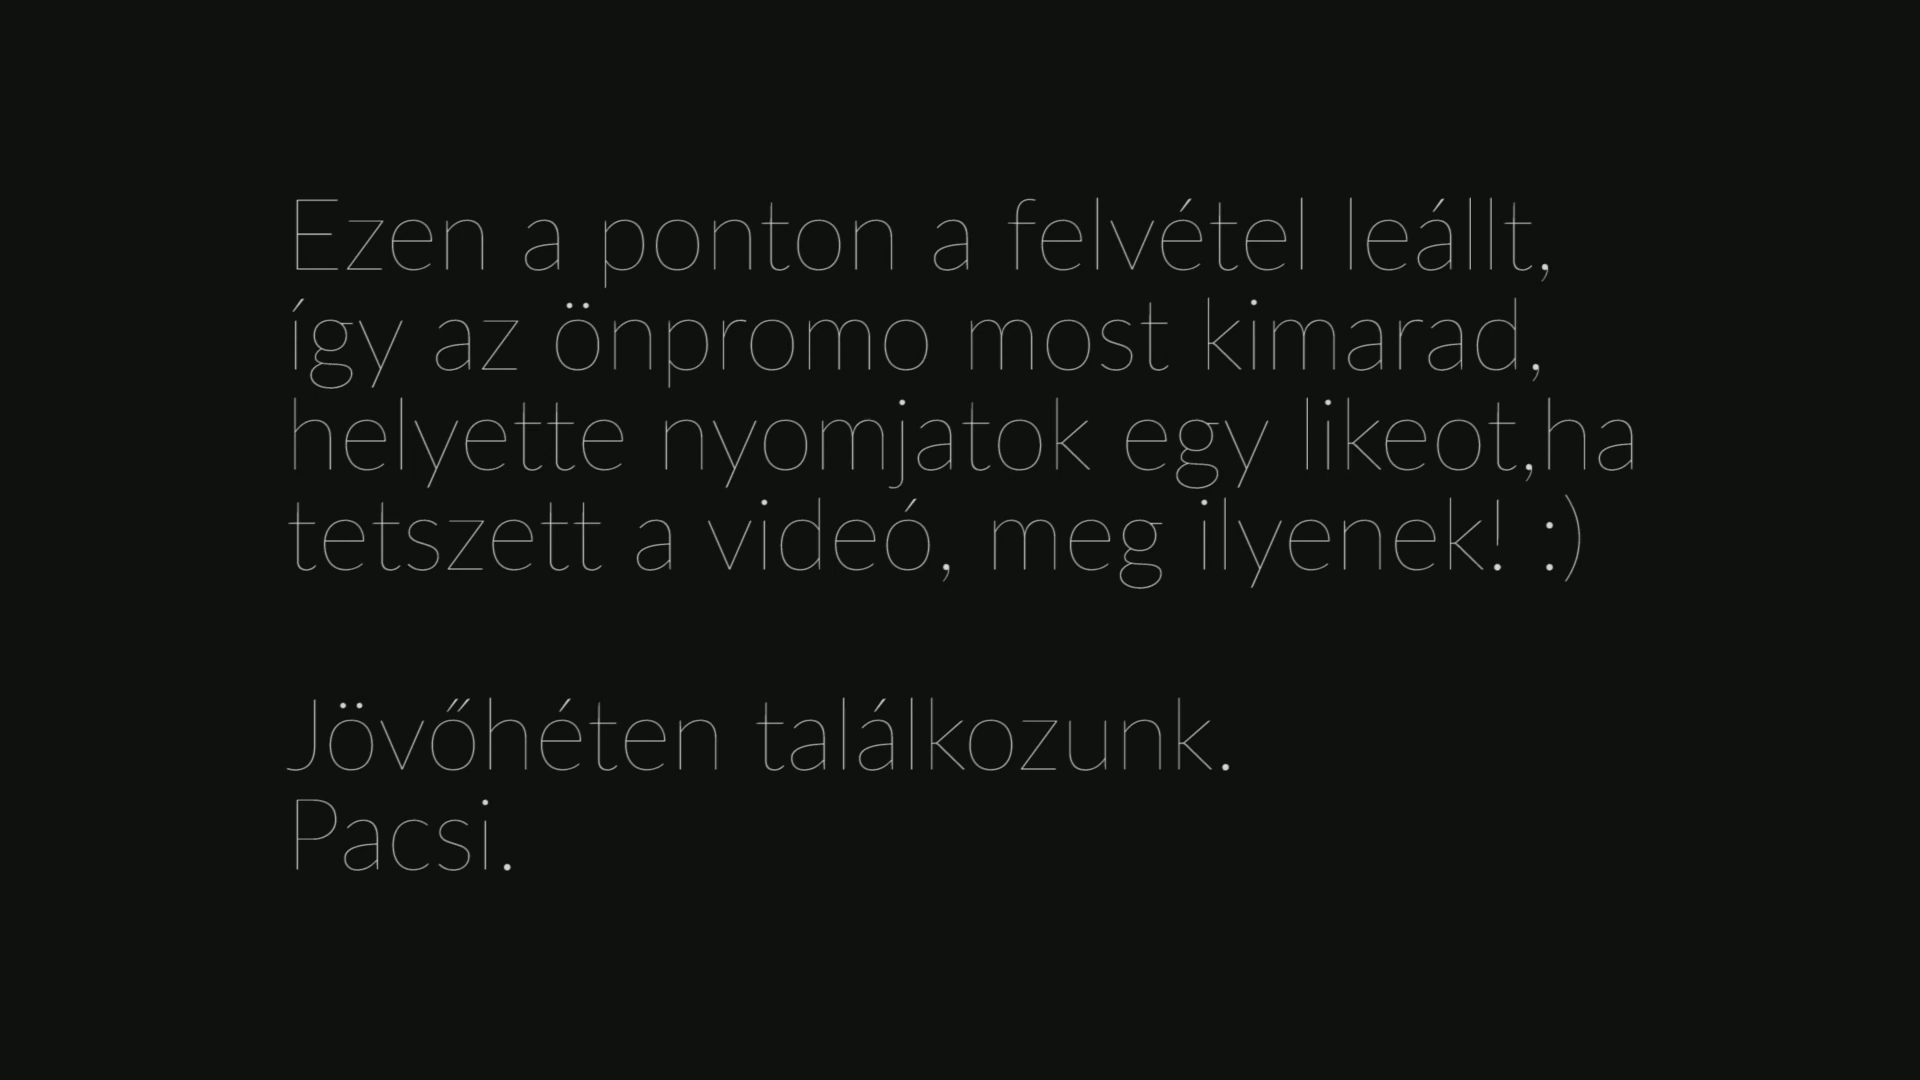 Ezen a ponton a felvétel leállt,
így az önpromo most kimarad,
helyette nyomjatok egy likeot,ha
tetszett a videó, meg ilyenek! :)
Jövőhéten találkozunk.
Pacsi.